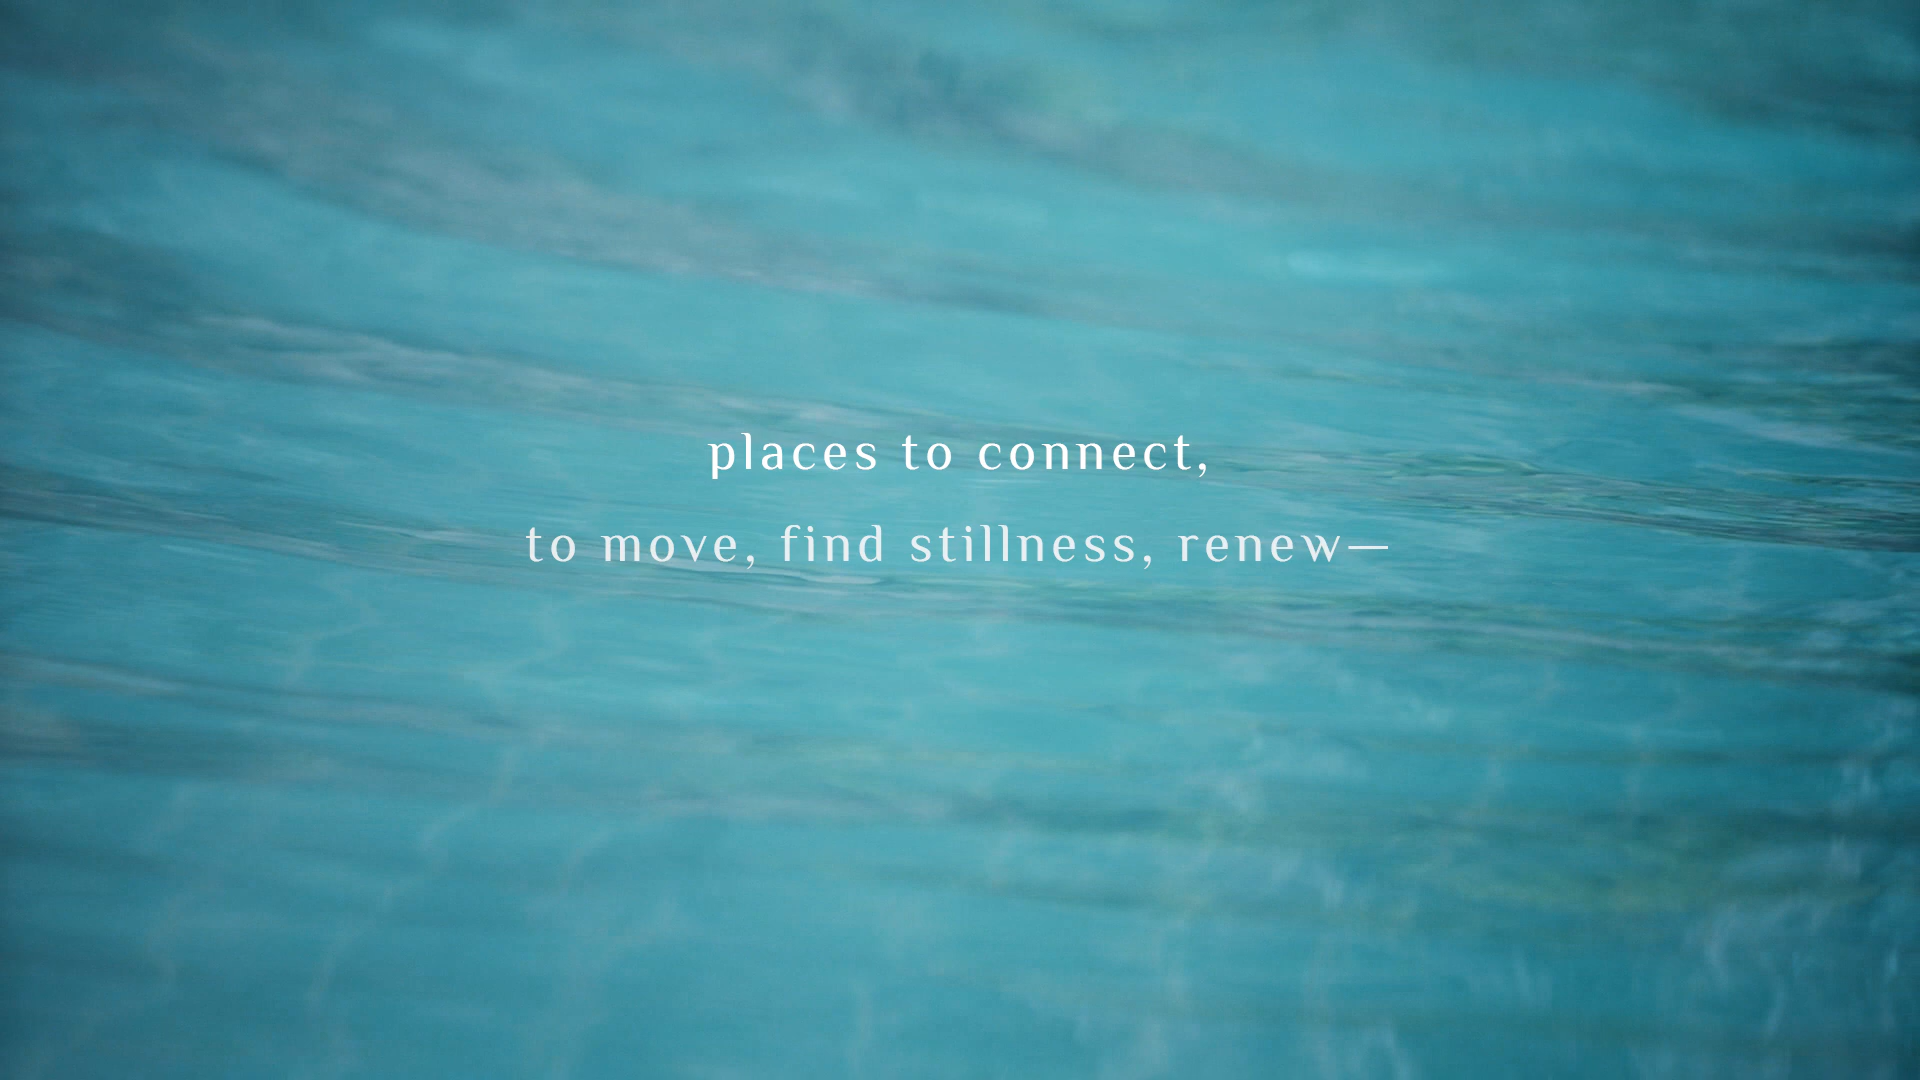 places to connect,
to move, find stillness, renew—